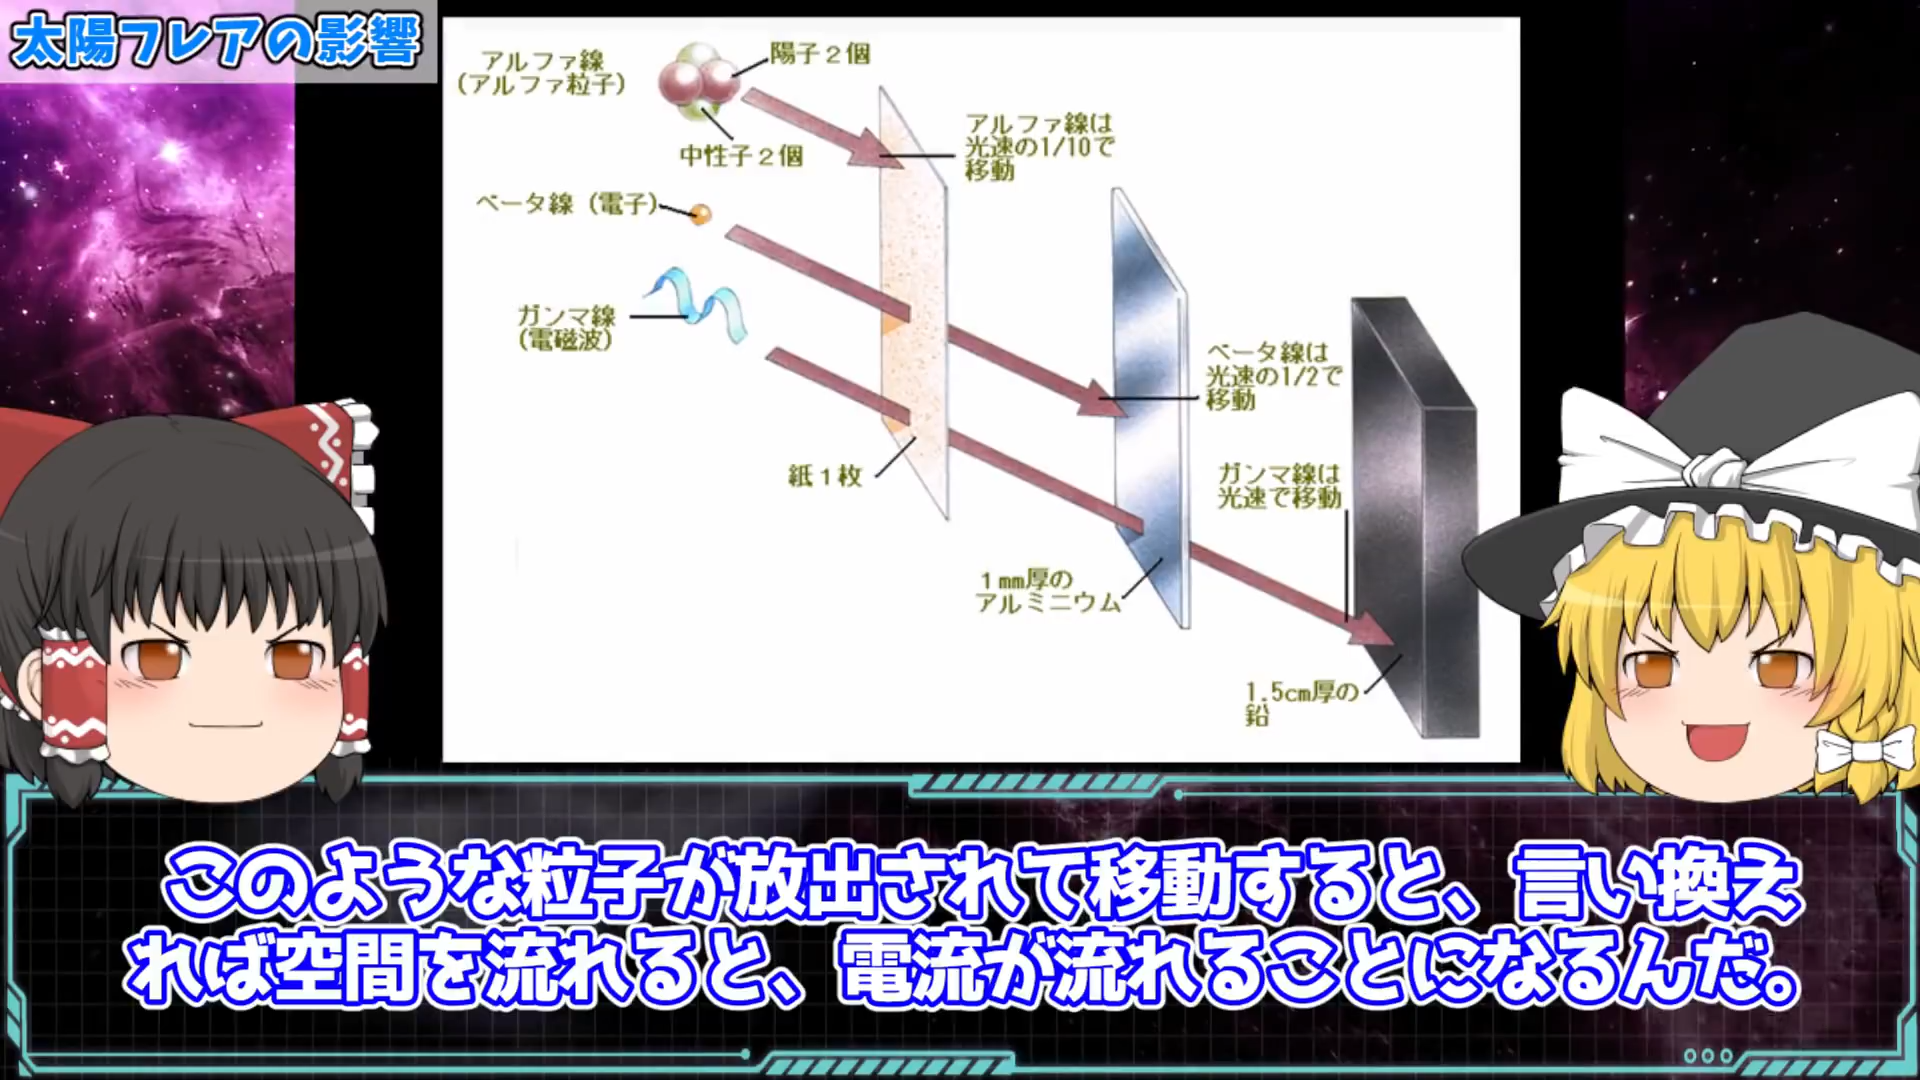 太陽フレアの影響
アルファ線
(アルファ粒子)
陽子2個
中性子2個
アルファ線は
光速の1/10で
移動
ベータ線(電子)
ガンマ線
(電磁波)
紙1枚
ベータ線は
光速の1/2で
移動
ガンマ線は
光速で移動
1mm厚の
アルミニウム
1.5cm厚の
鉛
このような粒子が放出されて移動すると、言い換え
れば空間を流れると、電流が流れることになるんだ。